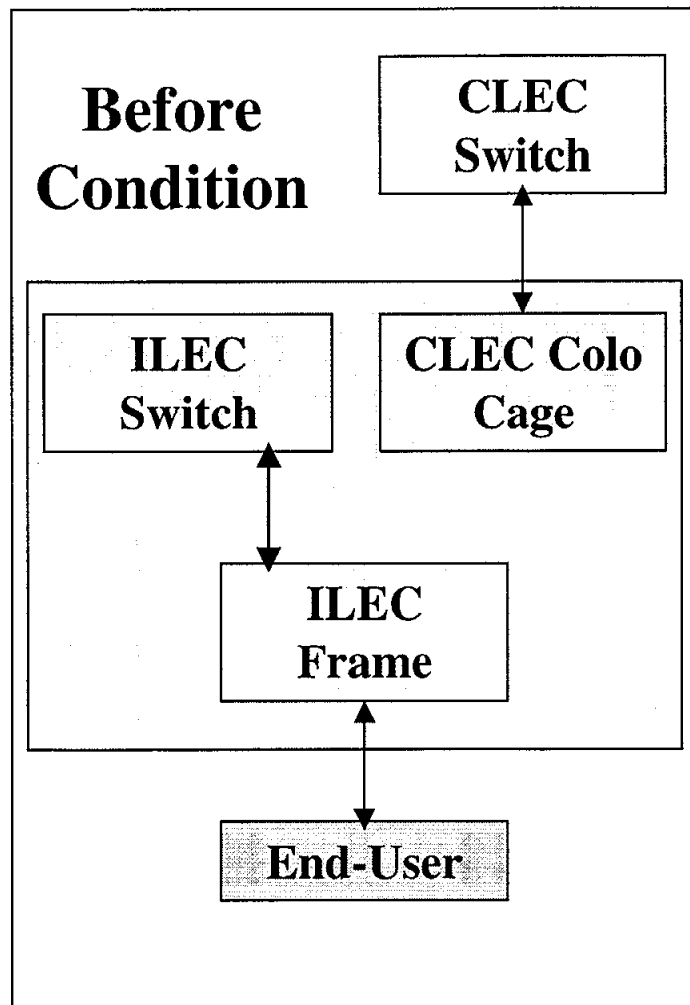 Before
Condition
CLEC
Switch
ILEC
Switch
CLEC Colo
Cage
ILEC
Frame
End-User